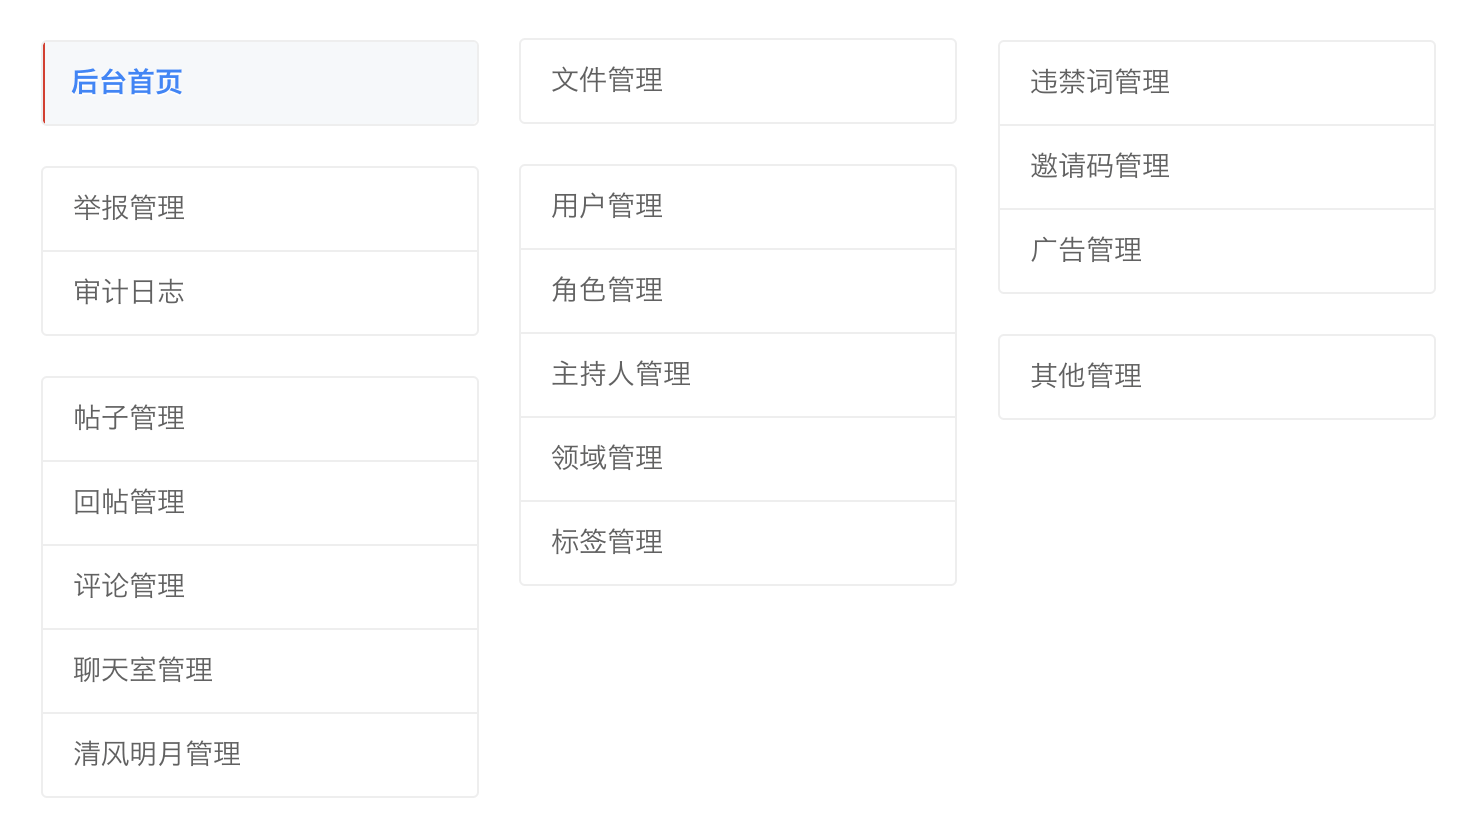 后台首页
举报管理
审计日志
帖子管理
回帖管理
评论管理
聊天室管理
清风明月管理
文件管理
用户管理
角色管理
主持人管理
领域管理
标签管理
违禁词管理
邀请码管理
广告管理
其他管理